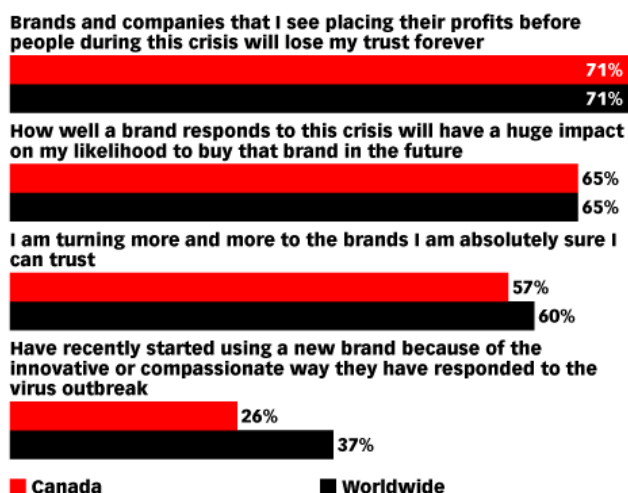 Brands and companies that I see placing their profits before
people during this crisis will lose my trust forever
71%
71%
How well a brand responds to this crisis will have a huge impact
on my likelihood to buy that brand in the future
65%
65%
I am turning more and more to the brands I am absolutely sure I
can trust
57%
60%
Have recently started using a new brand because of the
innovative or compassionate way they have responded to the
virus outbreak
26%
37%
Canada Worldwide